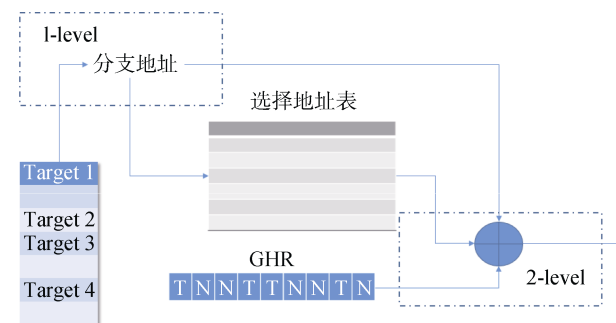 1-level
分支地址
选择地址表
Target 1
Target 2
Target 3
Target 4
GHR
T N N T T N N T N
2-level